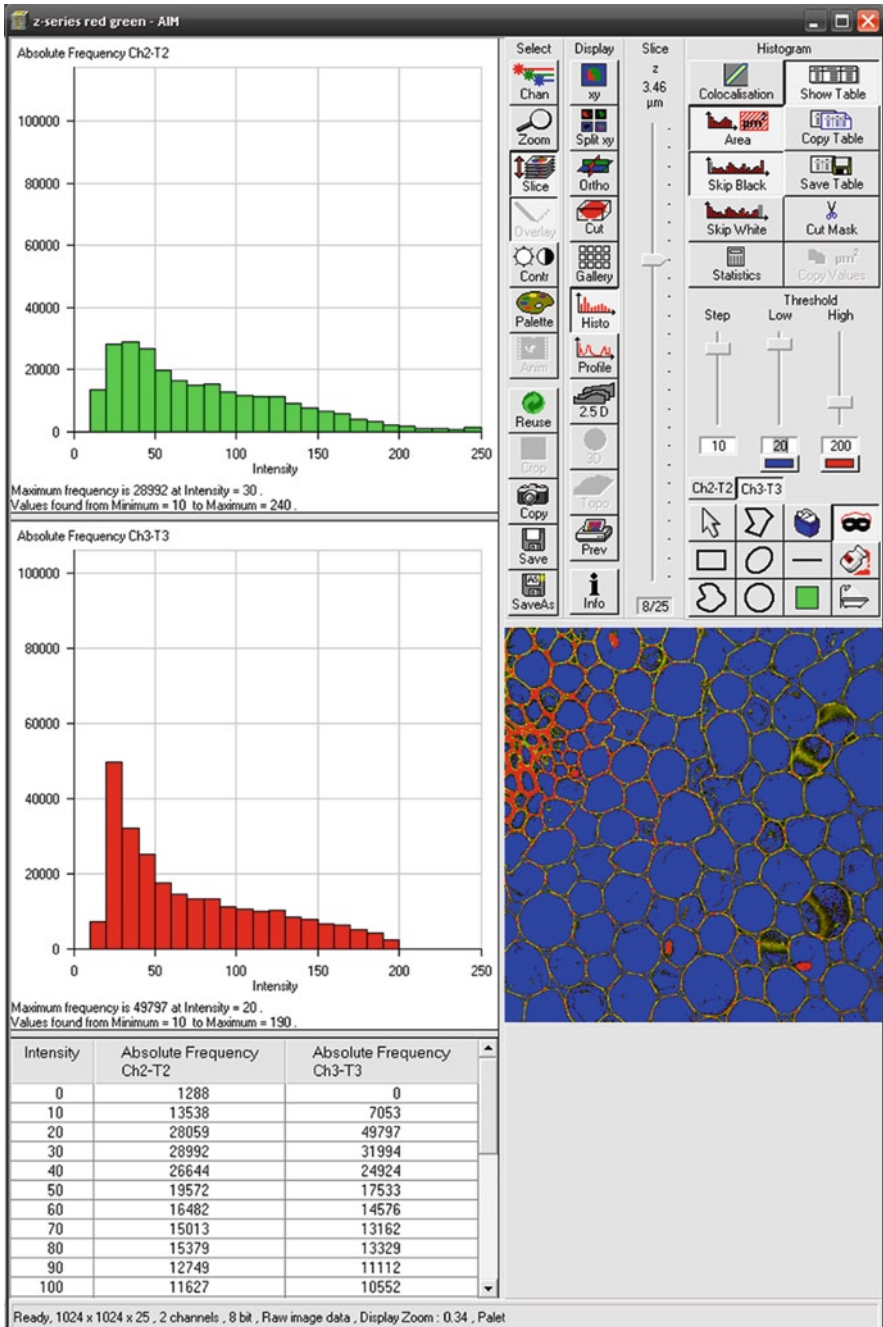 z-series red green - AIM
Absolute Frequency Ch2-T2
100000
80000
60000
40000
20000
0
0 50 100 150 200 250
Intensity
Maximum frequency is 28992 at Intensity = 30 .
Values found from Minimum = 10 to Maximum = 240 .
Absolute Frequency Ch3-T3
100000
80000
60000
40000
20000
0
0 50 100 150 200 250
Intensity
Maximum frequency is 49797 at Intensity = 20 .
Values found from Minimum = 10 to Maximum = 190 .
Intensity Absolute Frequency Ch2-T2 Absolute Frequency Ch3-T3
0 1288 0
10 13538 7053
20 28059 49797
30 28992 31994
40 26644 24924
50 19572 17533
60 16482 14576
70 15013 13162
80 15379 13329
90 12749 11112
100 11627 10552
Select
Chan
Zoom
Slice
Overlay
Contr
Palette
Anim
Reuse
Crop
Copy
Save
SaveAs
Display
xy
Split xy
Ortho
Cut
Gallery
Histo
Profile
2.5 D
3D
Topo
Prev
Info
Slice
z
3.46
µm
8/25
Histogram
Colocalisation Show Table
µm²
Area Copy Table
Skip Black Save Table
Skip White Cut Mask
µm²
Statistics Copy Values
Threshold
Step Low High
10 20 200
Ch2-T2 Ch3-T3
Ready, 1024 x 1024 x 25 , 2 channels , 8 bit , Raw image data , Display Zoom : 0.34 , Palet